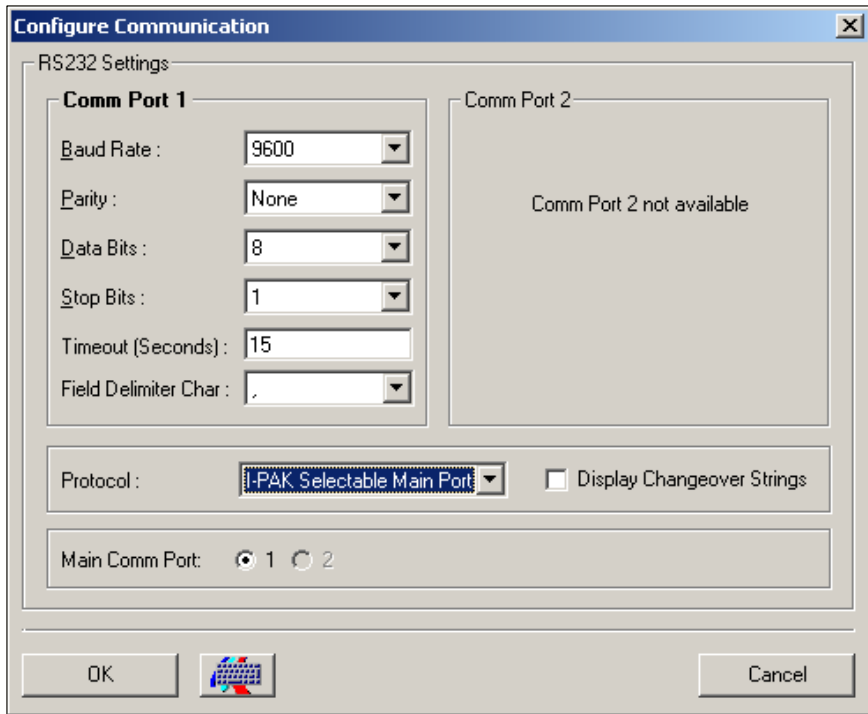 Configure Communication
RS232 Settings
Comm Port 1
Baud Rate : 9600
Parity : None
Data Bits : 8
Stop Bits : 1
Timeout (Seconds) : 15
Field Delimiter Char : ,
Comm Port 2
Comm Port 2 not available
Protocol : I-PAK Selectable Main Port Display Changeover Strings
Main Comm Port: 1 2
OK Cancel